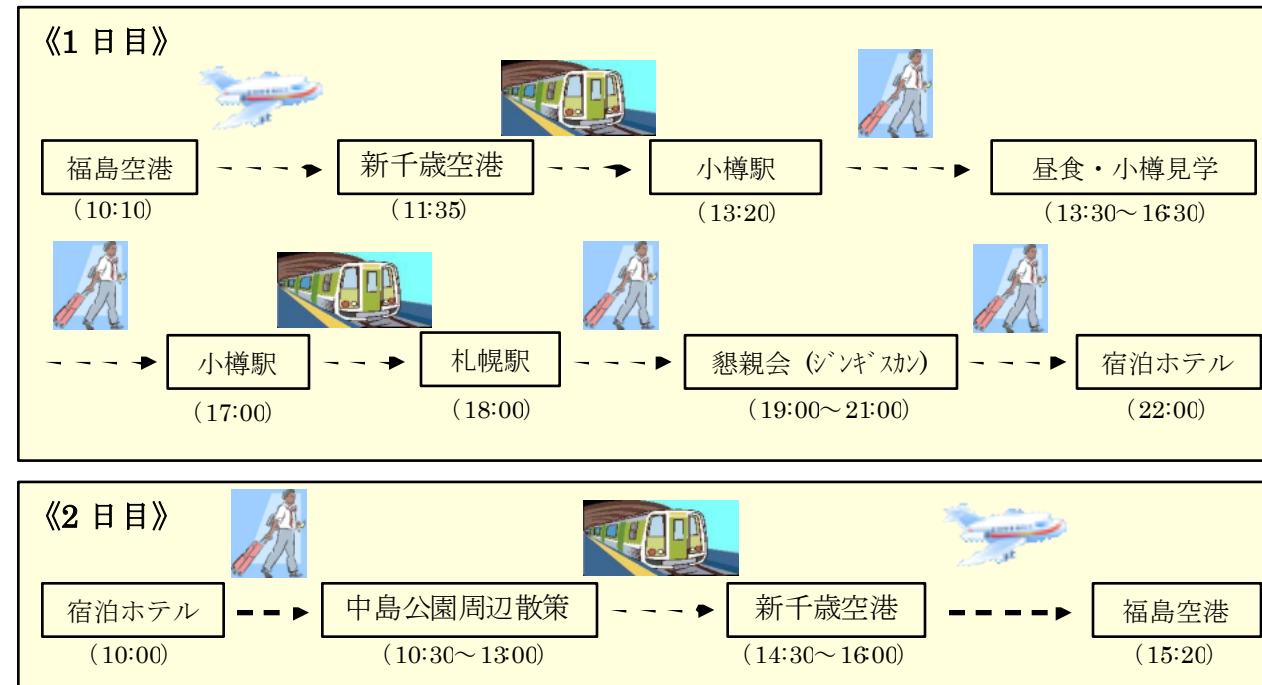 《1 日目》
福島空港 新千歳空港 小樽駅 昼食・小樽見学
(10:10) (11:35) (13:20) (13:30～16:30)
小樽駅 札幌駅 懇親会 (ｼﾞﾝｷﾞｽｶﾝ) 宿泊ホテル
(17:00) (18:00) (19:00～21:00) (22:00)
《2 日目》
宿泊ホテル 中島公園周辺散策 新千歳空港 福島空港
(10:00) (10:30～13:00) (14:30～16:00) (15:20)